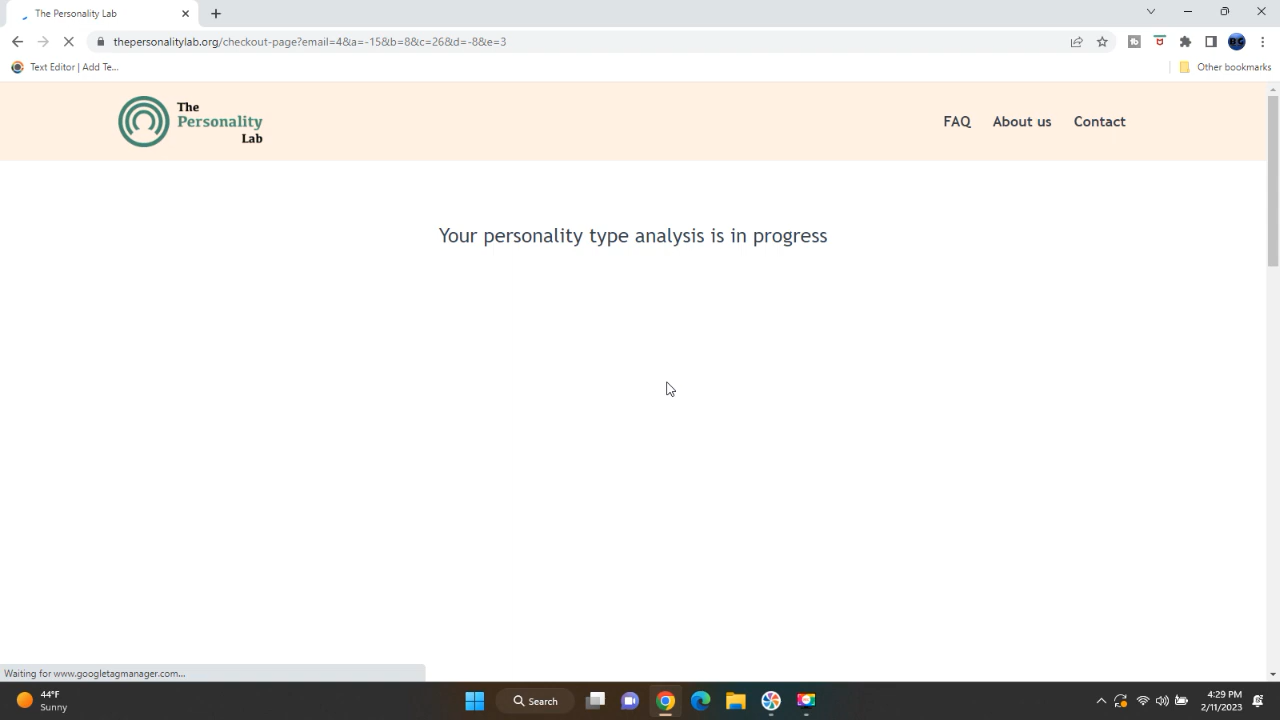 The Personality Lab
thepersonalitylab.org/checkout-page?email=4&a=-15&b=8&c=26&d=-8&e=3
Text Editor | Add Te...
Other bookmarks
The
Personality
Lab
FAQ
About us
Contact
Your personality type analysis is in progress
Waiting for www.googletagmanager.com...
44°F
Sunny
Search
4:29 PM
2/11/2023